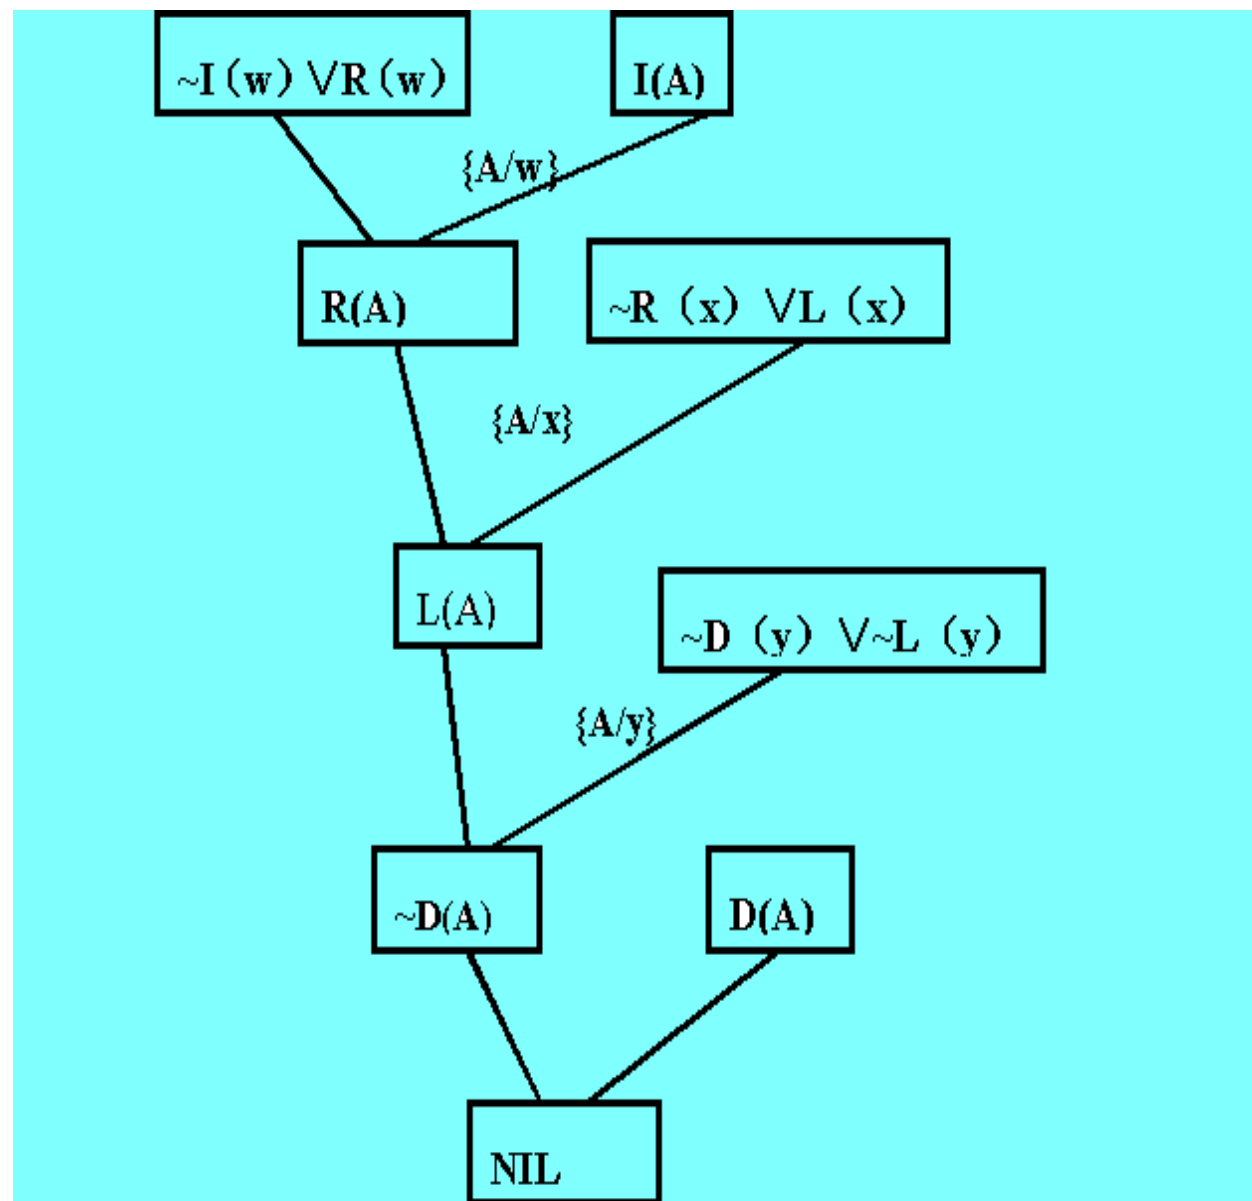 ~I (w) ∨R (w)
I(A)
{A/w}
R(A)
~R (x) ∨L (x)
{A/x}
L(A)
~D (y) ∨~L (y)
{A/y}
~D(A)
D(A)
NIL